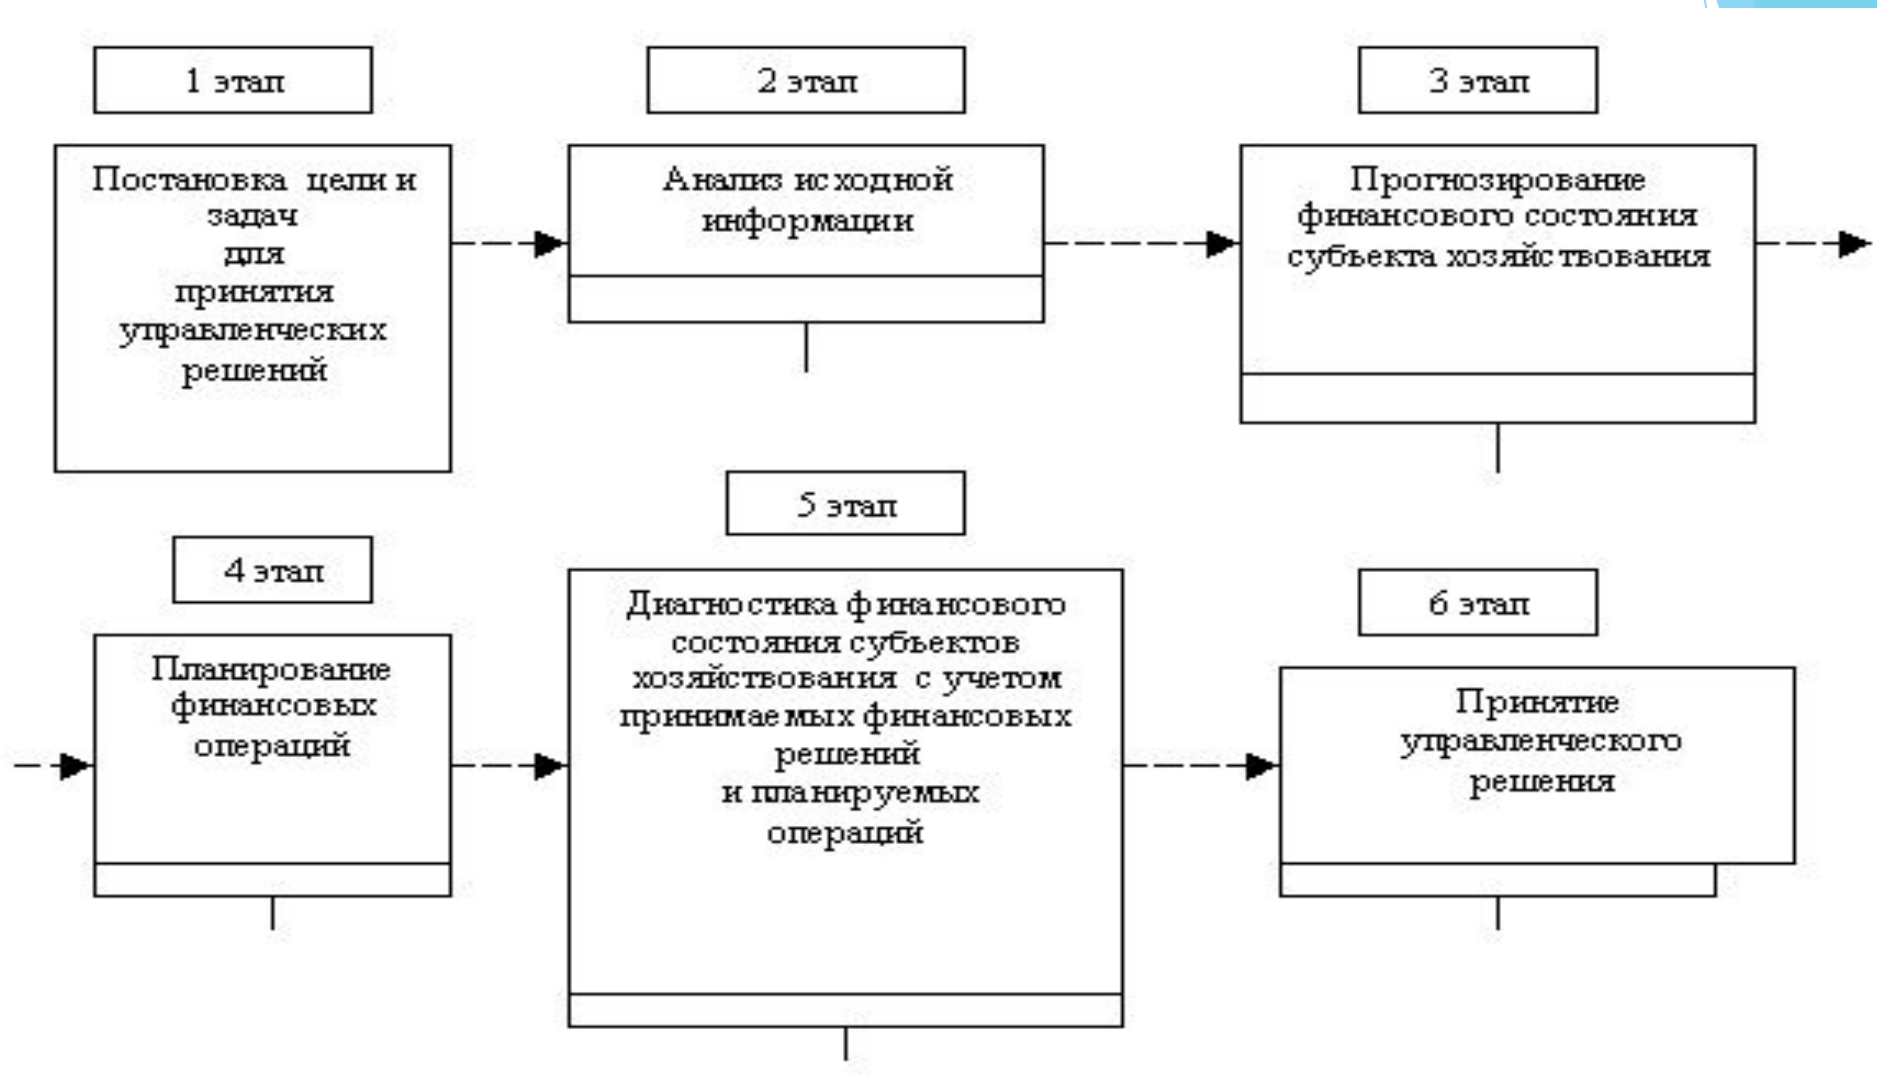 1 этап
Постановка цели и
задач
для
принятия
управленческих
решений
2 этап
Анализ исходной
информации
3 этап
Прогнозирование
финансового состояния
субъекта хозяйствования
4 этап
Планирование
финансовых
операций
5 этап
Диагностика финансового
состояния субъектов
хозяйствования с учетом
принимаемых финансовых
решений
и планируемых
операций
6 этап
Принятие
управленческого
решения